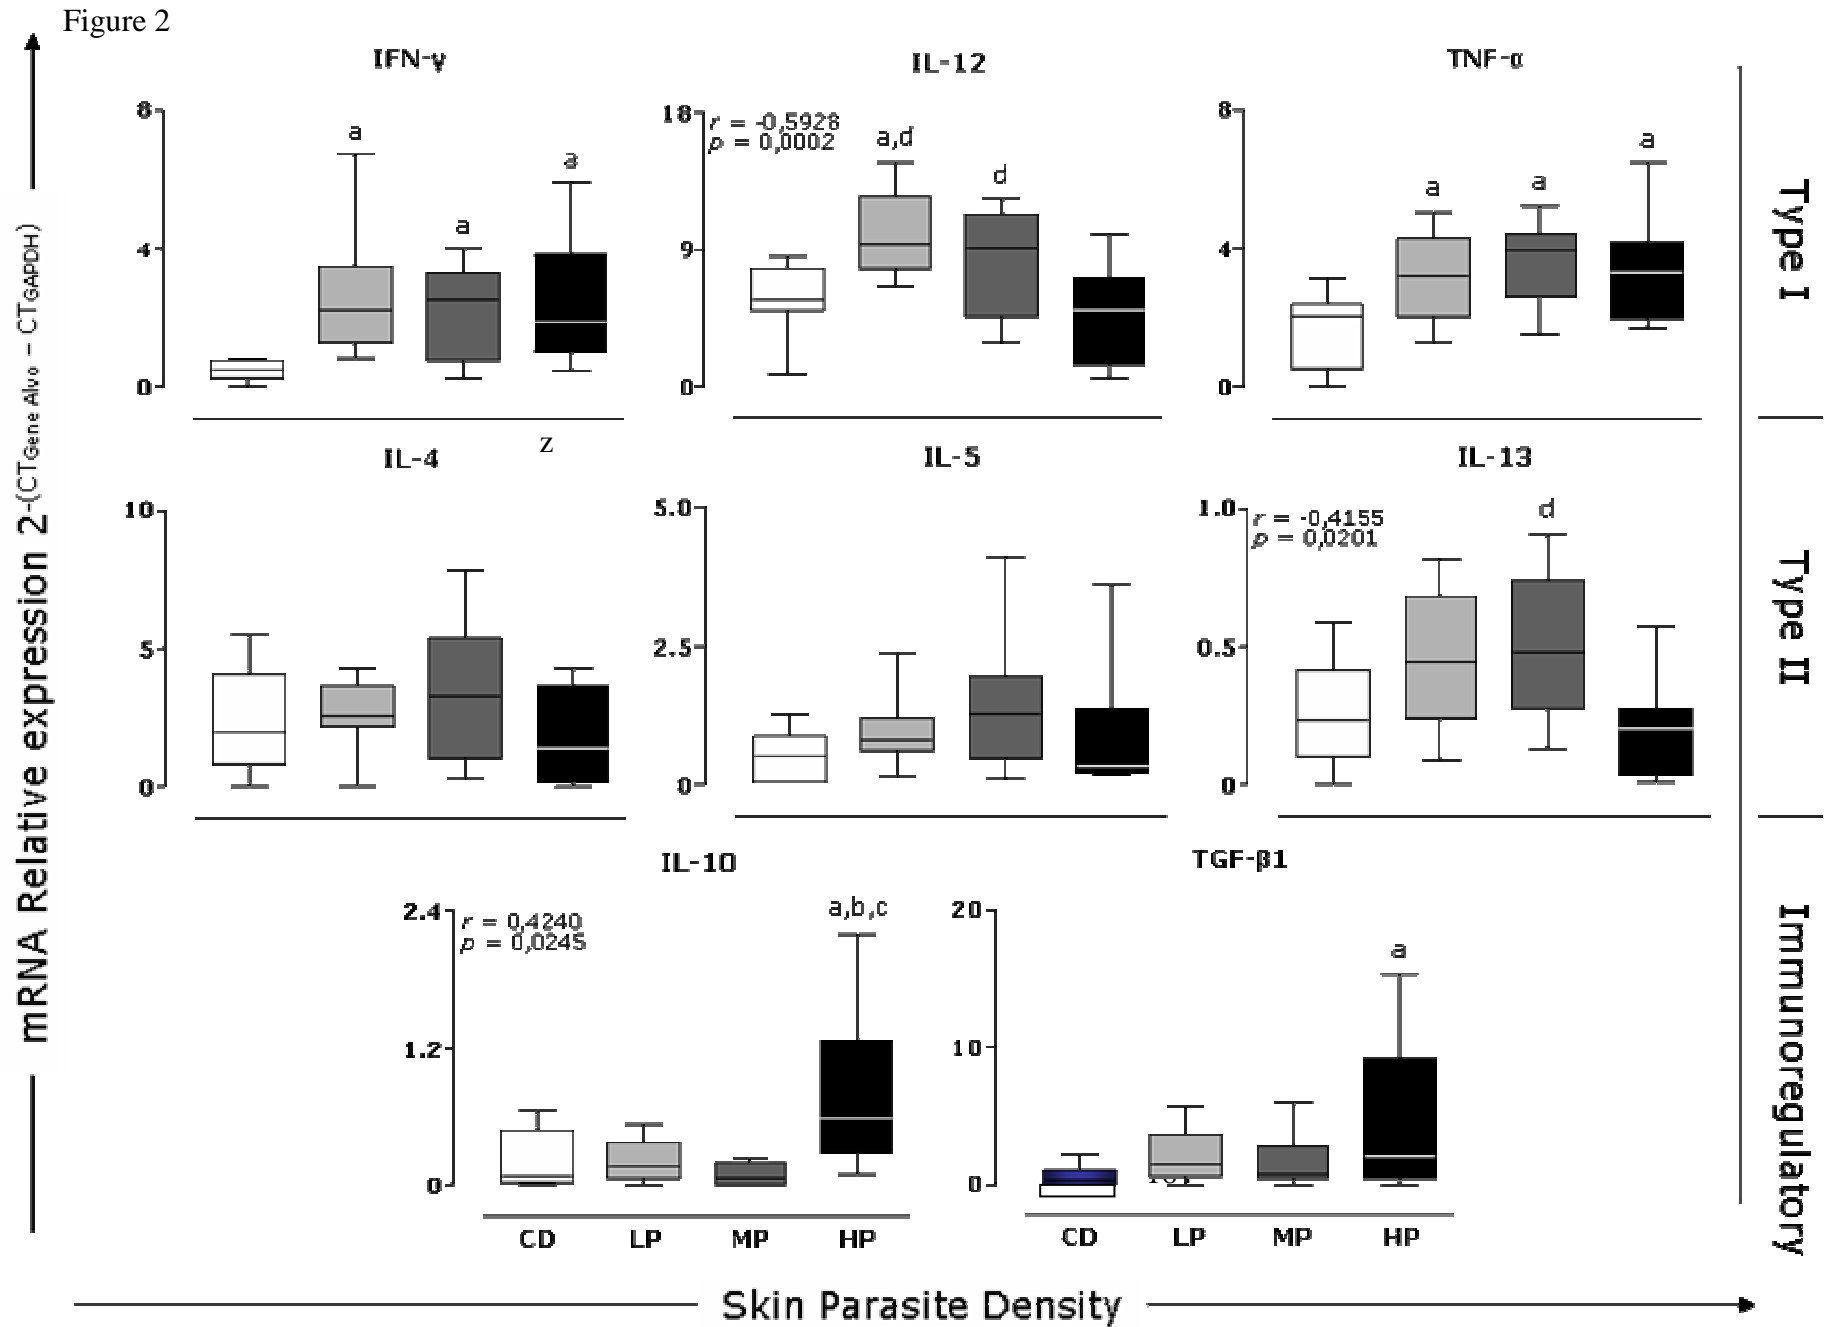 Figure 2
IFN-γ
IL-12
TNF-α
8
4
0
a
a
a
18
9
0
r = -0,5928
p = 0,0002
a,d
d
8
4
0
a
a
a
Type I
z
IL-4
IL-5
IL-13
10
5
0
5.0
2.5
0
1.0
0.5
0
r = -0,4155
p = 0,0201
d
Type II
IL-10
TGF-β1
2.4
1.2
0
r = 0,4240
p = 0,0245
a,b,c
20
10
0
a
Immunoregulatory
CD LP MP HP
CD LP MP HP
mRNA Relative expression 2-(CTGene Alvo – CTGAPDH)
Skin Parasite Density